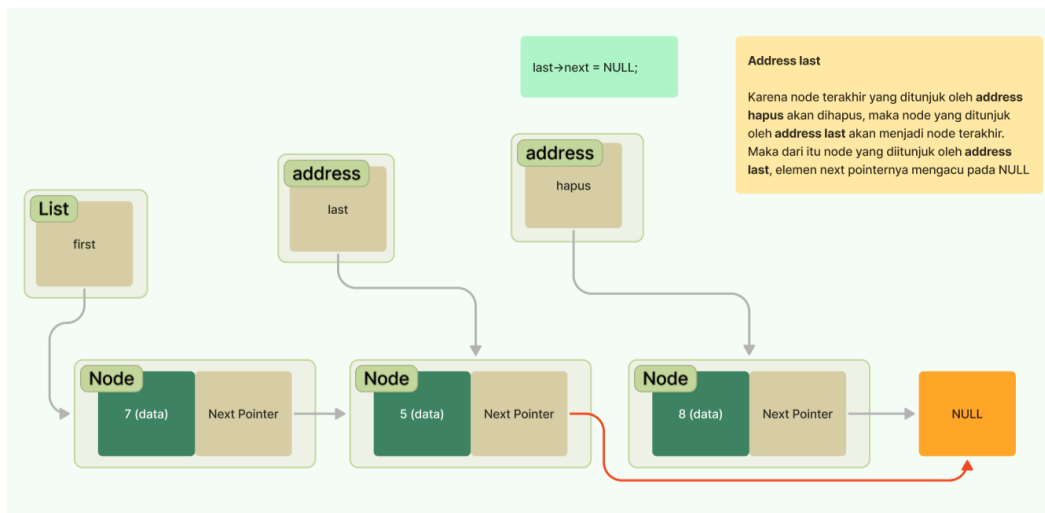 last→next = NULL;
Address last
Karena node terakhir yang ditunjuk oleh address
hapus akan dihapus, maka node yang ditunjuk
oleh address last akan menjadi node terakhir.
Maka dari itu node yang diitunjuk oleh address
last, elemen next pointernya mengacu pada NULL
List
first
address
last
address
hapus
Node
7 (data)
Next Pointer
Node
5 (data)
Next Pointer
Node
8 (data)
Next Pointer
NULL